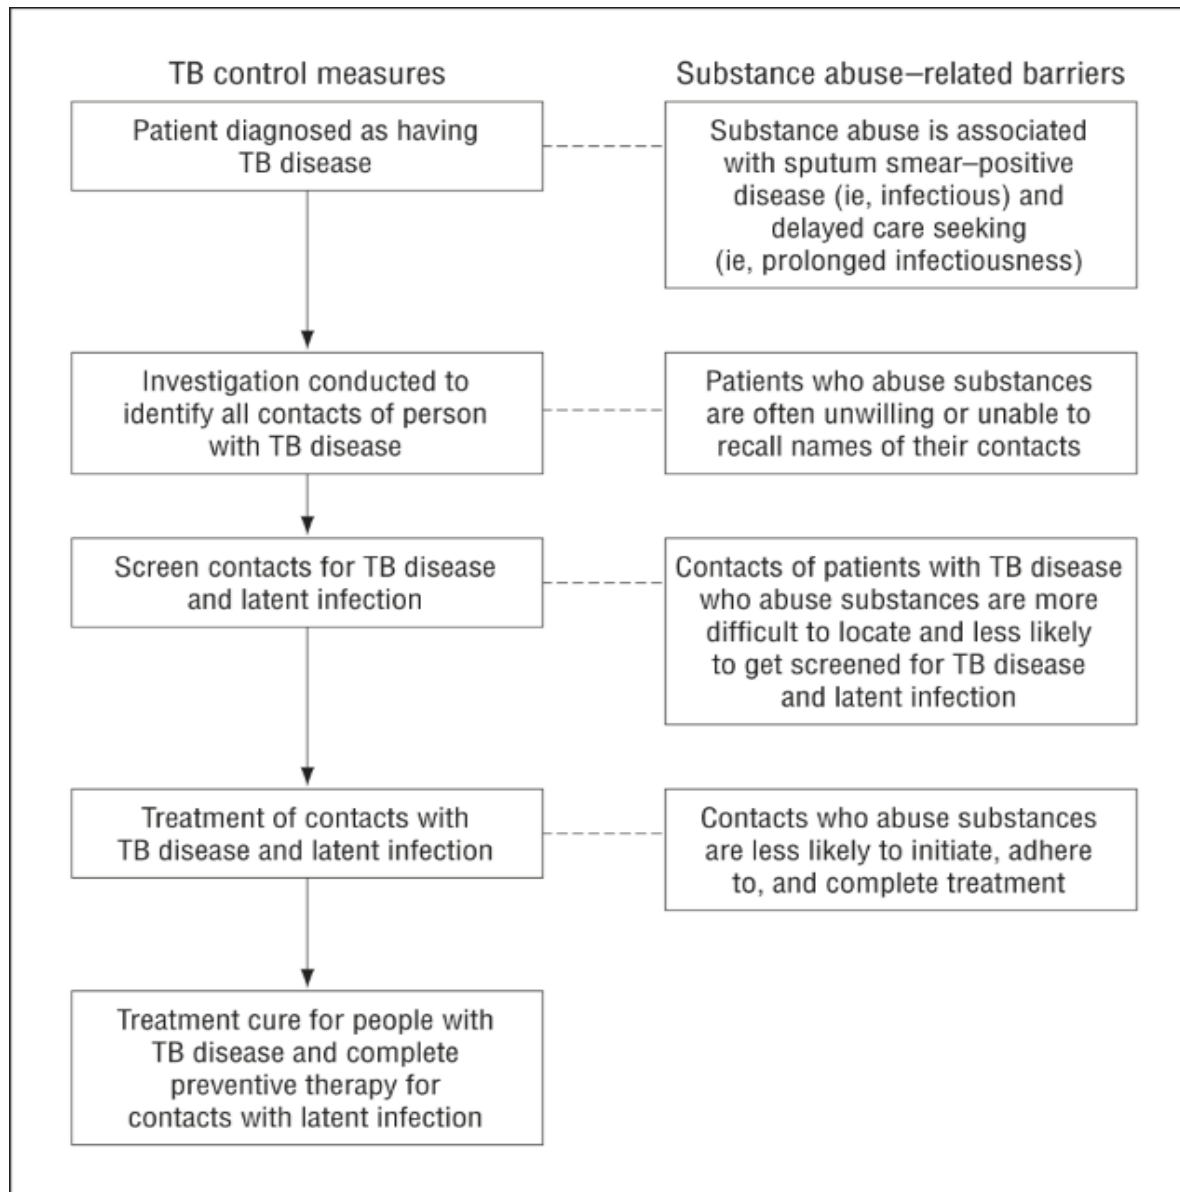 TB control measures
Substance abuse–related barriers
Patient diagnosed as having
TB disease
Substance abuse is associated
with sputum smear–positive
disease (ie, infectious) and
delayed care seeking
(ie, prolonged infectiousness)
Investigation conducted to
identify all contacts of person
with TB disease
Patients who abuse substances
are often unwilling or unable to
recall names of their contacts
Screen contacts for TB disease
and latent infection
Contacts of patients with TB disease
who abuse substances are more
difficult to locate and less likely
to get screened for TB disease
and latent infection
Treatment of contacts with
TB disease and latent infection
Contacts who abuse substances
are less likely to initiate, adhere
to, and complete treatment
Treatment cure for people with
TB disease and complete
preventive therapy for
contacts with latent infection